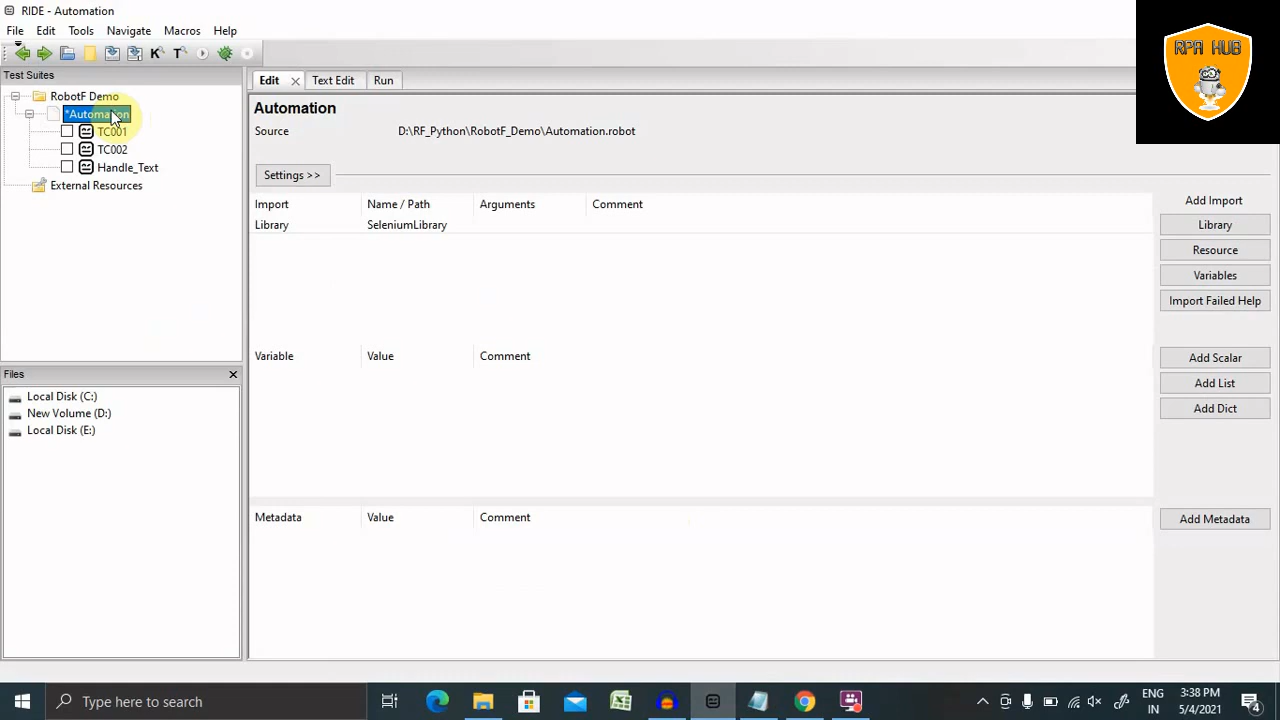 RIDE - Automation
File Edit Tools Navigate Macros Help
K T
Test Suites
RobotF Demo
*Automation
TC001
TC002
Handle_Text
External Resources
Files
Local Disk (C:)
New Volume (D:)
Local Disk (E:)
Edit Text Edit Run
Automation
Source D:\RF_Python\RobotF_Demo\Automation.robot
Settings >>
Import Name / Path Arguments Comment
Library SeleniumLibrary
Add Import
Library
Resource
Variables
Import Failed Help
Variable Value Comment
Add Scalar
Add List
Add Dict
Metadata Value Comment
Add Metadata
RPA HUB
Type here to search
ENG
IN
3:38 PM
5/4/2021
4